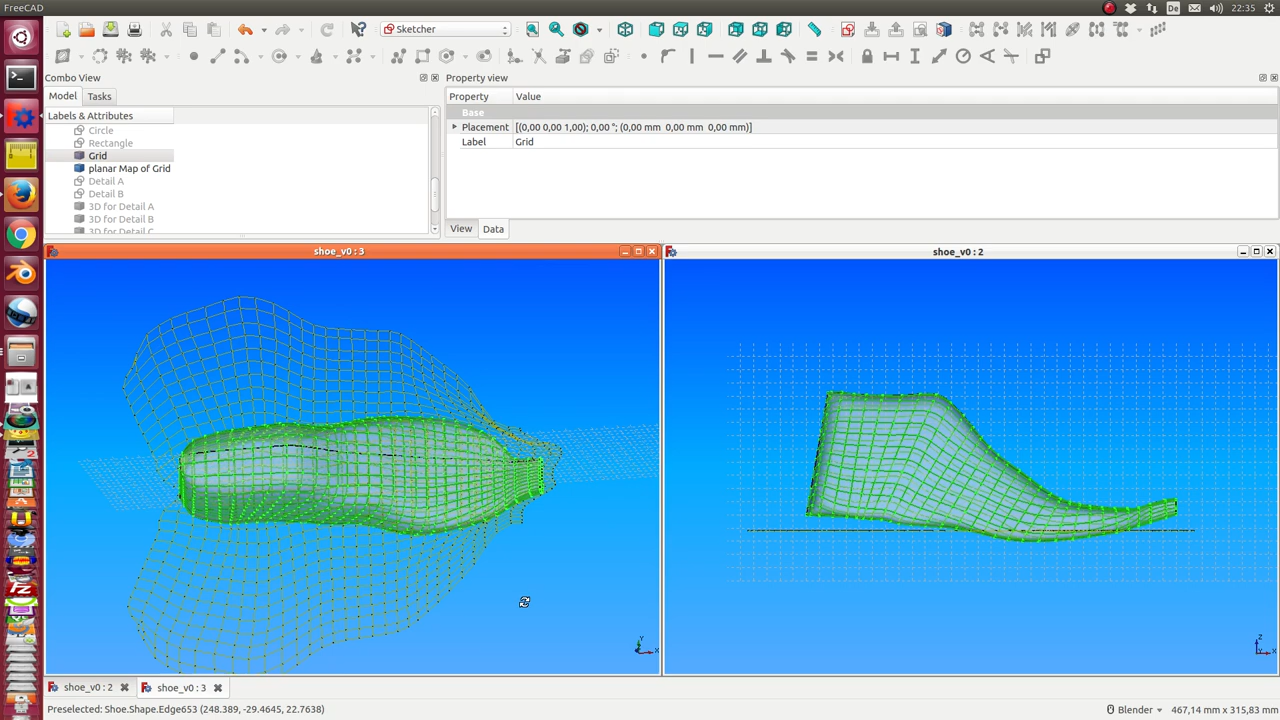 FreeCAD
De
22:35
Sketcher
Combo View
Property view
Model
Tasks
Property
Value
Labels & Attributes
Base
Circle
Placement
[(0,00 0,00 1,00); 0,00 °; (0,00 mm 0,00 mm 0,00 mm)]
Rectangle
Label
Grid
Grid
planar Map of Grid
Detail A
Detail B
3D for Detail A
3D for Detail B
3D for Detail C
View
Data
shoe_v0 : 3
shoe_v0 : 2
Y
X
Z
Y
X
shoe_v0 : 2
shoe_v0 : 3
Preselected: Shoe.Shape.Edge653 (248.389, -29.4645, 22.7638)
Blender
467,14 mm x 315,83 mm